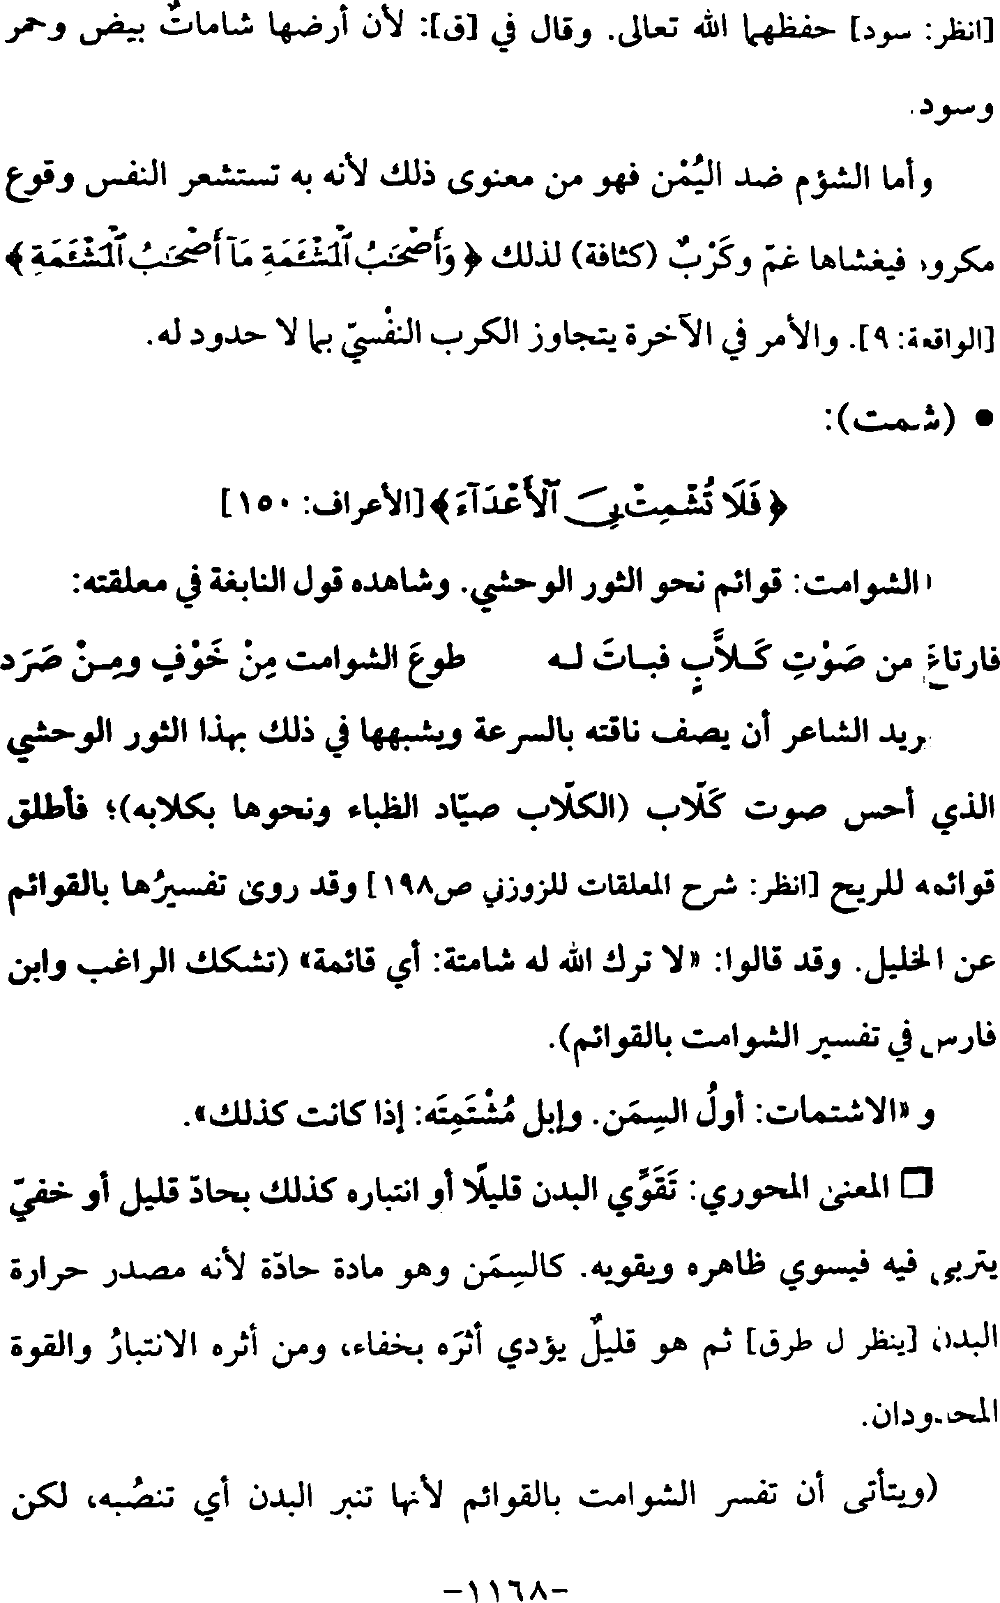 [انظر: سود] حفظهما الله تعالى. وقال في [ق]: لأن أرضها شاماتٌ بيض وحمر
وسود.
وأما الشؤم ضد اليُمْن فهو من معنوى ذلك لأنه به تستشعر النفس وقوع
مكروه فيغشاها غمّ وكَرْبٌ (كثافة) لذلك ﴿وَأَصْحَٰبُ ٱلْمَشْـَٔمَةِ مَآ أَصْحَٰبُ ٱلْمَشْـَٔمَةِ﴾
[الواقعة: ٩]. والأمر في الآخرة يتجاوز الكرب النفْسيّ بما لا حدود له.
• (شمت):
﴿فَلَا تُشْمِتْ بِىَ ٱلْأَعْدَآءَ﴾ [الأعراف: ١٥٠]
الشوامت: قوائم نحو الثور الوحشي. وشاهده قول النابغة في معلقته:
فارتاعَ من صَوْتِ كَـلاَّبٍ فبـاتَ لـه طوعَ الشوامت مِنْ خَوْفٍ ومِـنْ صَرَد
يريد الشاعر أن يصف ناقته بالسرعة ويشبهها في ذلك بهذا الثور الوحشي
الذي أحس صوت كَلّاب (الكلّاب صيّاد الظباء ونحوها بكلابه)؛ فأطلق
قوائمه للريح [انظر: شرح المعلقات للزوزني ص١٩٨] وقد روىٰ تفسيرُها بالقوائم
عن الخليل. وقد قالوا: «لا ترك الله له شامتة: أي قائمة» (تشكك الراغب وابن
فارس في تفسير الشوامت بالقوائم).
و «الاشتمات: أولُ السِمَن. وإبل مُشْتَمِتَه: إذا كانت كذلك».
❒ المعنىٰ المحوري: تَقَوِّي البدن قليلًا أو انتباره كذلك بحادّ قليل أو خفيّ
يتربى فيه فيسوي ظاهره ويقويه. كالسِمَن وهو مادة حادّة لأنه مصدر حرارة
البدن [ينظر ل طرق] ثم هو قليلٌ يؤدي أثرَه بخفاء، ومن أثره الانتبارُ والقوة
المحدودان.
(ويتأتى أن تفسر الشوامت بالقوائم لأنها تنبر البدن أي تنصُبه، لكن
-١١٦٨-